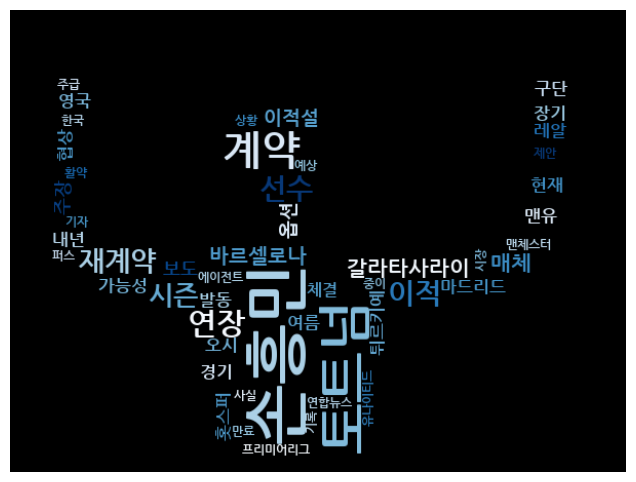 주급
영국
한국
협상
활약
주장
기자
내년
퍼스
재계약
가능성
보도
시즌
발동
연장
오시
경기
상황
이적설
계약
예상
선수
옵션
바르셀로나
에이전트
체결
여름
손흥민
토트넘
사실
홋스퍼
만료
프리미어리그
기록
연합뉴스
유나이티드
튀르키예
중이
갈라타사라이
이적
마드리드
시장
매체
맨체스터
맨유
현재
제안
레알
장기
구단